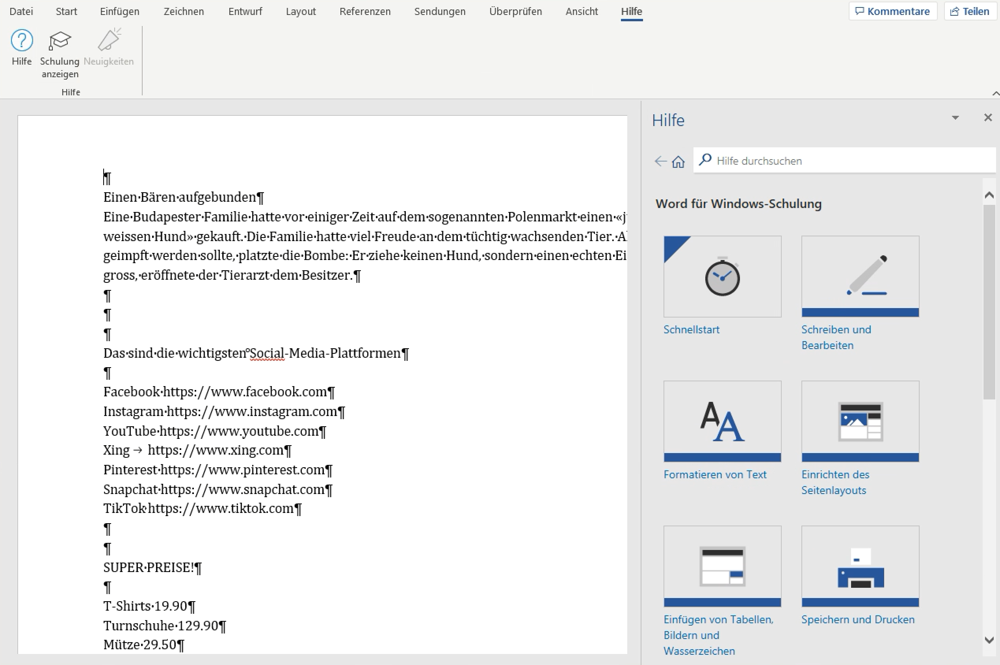 Datei Start Einfügen Zeichnen Entwurf Layout Referenzen Sendungen Überprüfen Ansicht Hilfe Kommentare Teilen
Hilfe Schulung anzeigen Neuigkeiten
Hilfe
¶
Einen·Bären·aufgebunden¶
Eine·Budapester·Familie·hatte·vor·einiger·Zeit·auf·dem·sogenannten·Polenmarkt·einen·«j
weissen·Hund»·gekauft.·Die·Familie·hatte·viel·Freude·an·dem·tüchtig·wachsenden·Tier.·A
geimpft·werden·sollte,·platzte·die·Bombe:·Er·ziehe·keinen·Hund,·sondern·einen·echten·Ei
gross,·eröffnete·der·Tierarzt·dem·Besitzer.¶
¶
¶
¶
Das·sind·die·wichtigsten°Social-Media-Plattformen¶
¶
Facebook·https://www.facebook.com¶
Instagram·https://www.instagram.com¶
YouTube·https://www.youtube.com¶
Xing → https://www.xing.com¶
Pinterest·https://www.pinterest.com¶
Snapchat·https://www.snapchat.com¶
TikTok·https://www.tiktok.com¶
¶
¶
SUPER·PREISE!¶
¶
T-Shirts·19.90¶
Turnschuhe·129.90¶
Mütze·29.50¶
Hilfe
Hilfe durchsuchen
Word für Windows-Schulung
Schnellstart
Schreiben und
Bearbeiten
Formatieren von Text
Einrichten des
Seitenlayouts
Einfügen von Tabellen,
Bildern und
Wasserzeichen
Speichern und Drucken